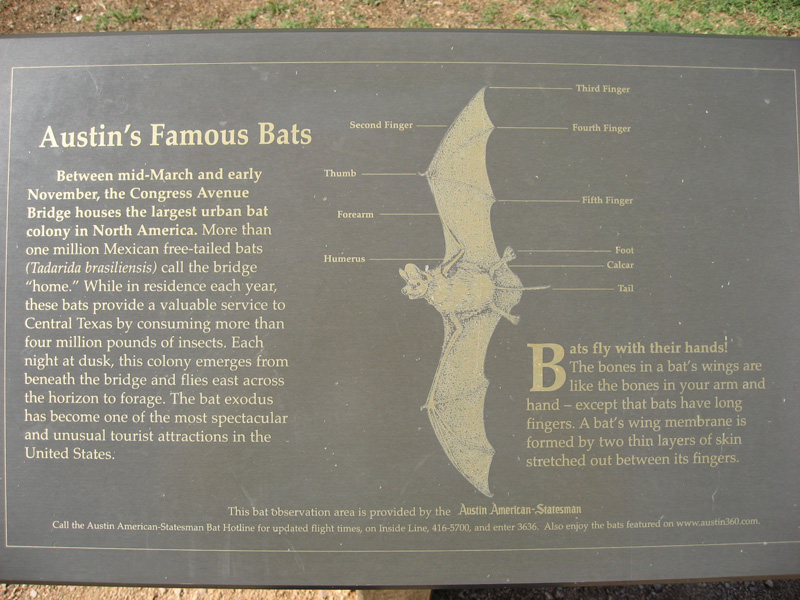 Austin's Famous Bats
Between mid-March and early
November, the Congress Avenue
Bridge houses the largest urban bat
colony in North America. More than
one million Mexican free-tailed bats
(Tadarida brasiliensis) call the bridge
"home." While in residence each year,
these bats provide a valuable service to
Central Texas by consuming more than
four million pounds of insects. Each
night at dusk, this colony emerges from
beneath the bridge and flies east across
the horizon to forage. The bat exodus
has become one of the most spectacular
and unusual tourist attractions in the
United States.
Second Finger
Thumb
Forearm
Humerus
Third Finger
Fourth Finger
Fifth Finger
Foot
Calcar
Tail
Bats fly with their hands!
The bones in a bat's wings are
like the bones in your arm and
hand – except that bats have long
fingers. A bat's wing membrane is
formed by two thin layers of skin
stretched out between its fingers.
This bat observation area is provided by the Austin American-Statesman
Call the Austin American-Statesman Bat Hotline for updated flight times, on Inside Line, 416-5700, and enter 3636. Also enjoy the bats featured on www.austin360.com.